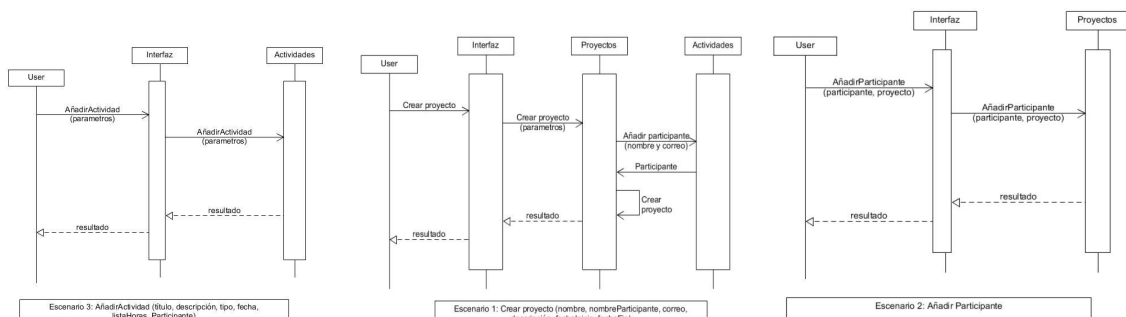 Interfaz
Actividades
User
AñadirActividad
(parametros)
AñadirActividad
(parametros)
resultado
resultado
Escenario 3: AñadirActividad (título, descripción, tipo, fecha,
listaHoras, Participante)
Interfaz
Proyectos
Actividades
User
Crear proyecto
Crear proyecto
(parametros)
Añadir participante
(nombre y correo)
Participante
Crear
proyecto
resultado
resultado
Escenario 1: Crear proyecto (nombre, nombreParticipante, correo,
Interfaz
Proyectos
User
AñadirParticipante
(participante, proyecto)
AñadirParticipante
(participante, proyecto)
resultado
resultado
Escenario 2: Añadir Participante